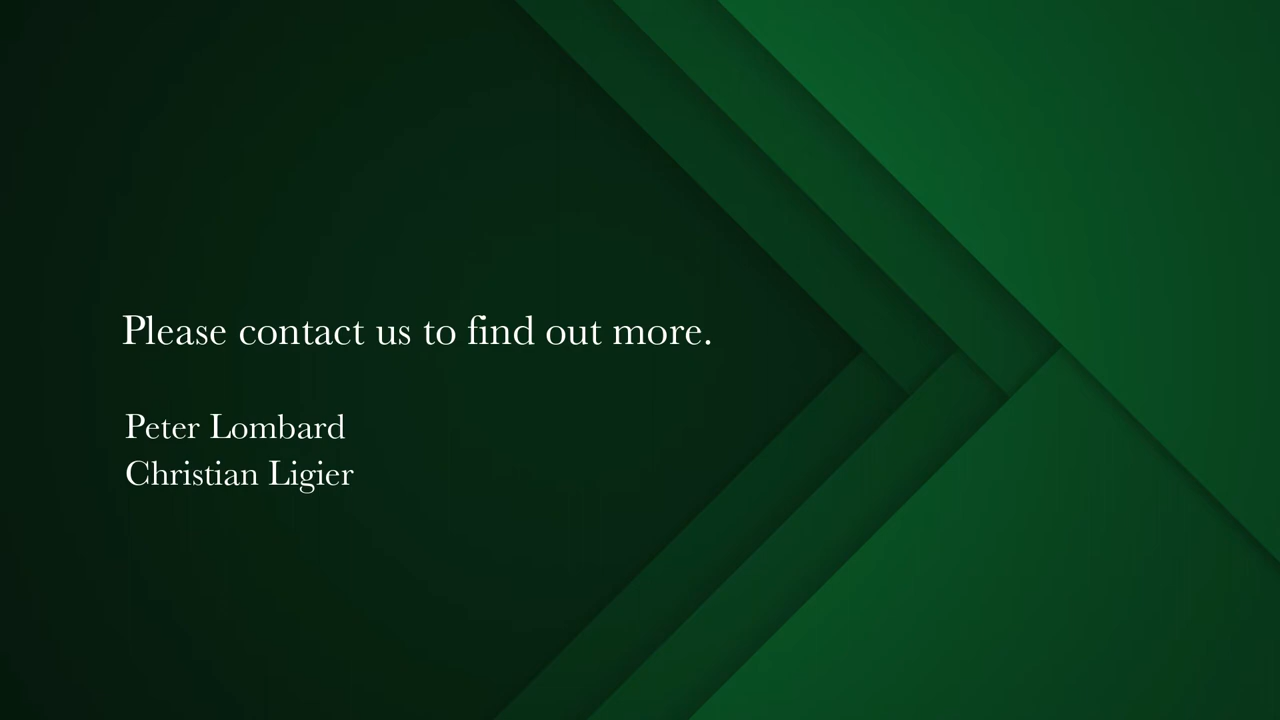 Please contact us to find out more.
Peter Lombard
Christian Ligier